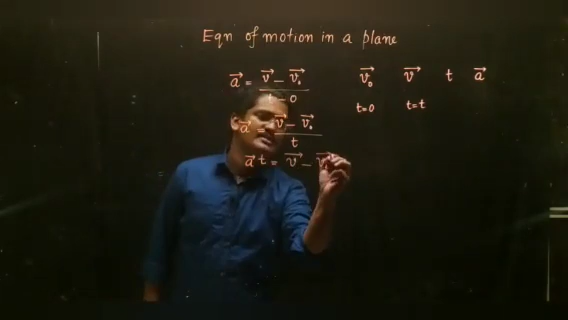 Eqn of motion in a plane
a⃗ = v⃗ − v⃗₀ / t − 0
v⃗₀ v⃗ t a⃗
t=0 t=t
a⃗ = v⃗ − v⃗₀ / t
a⃗ t = v⃗ − v⃗